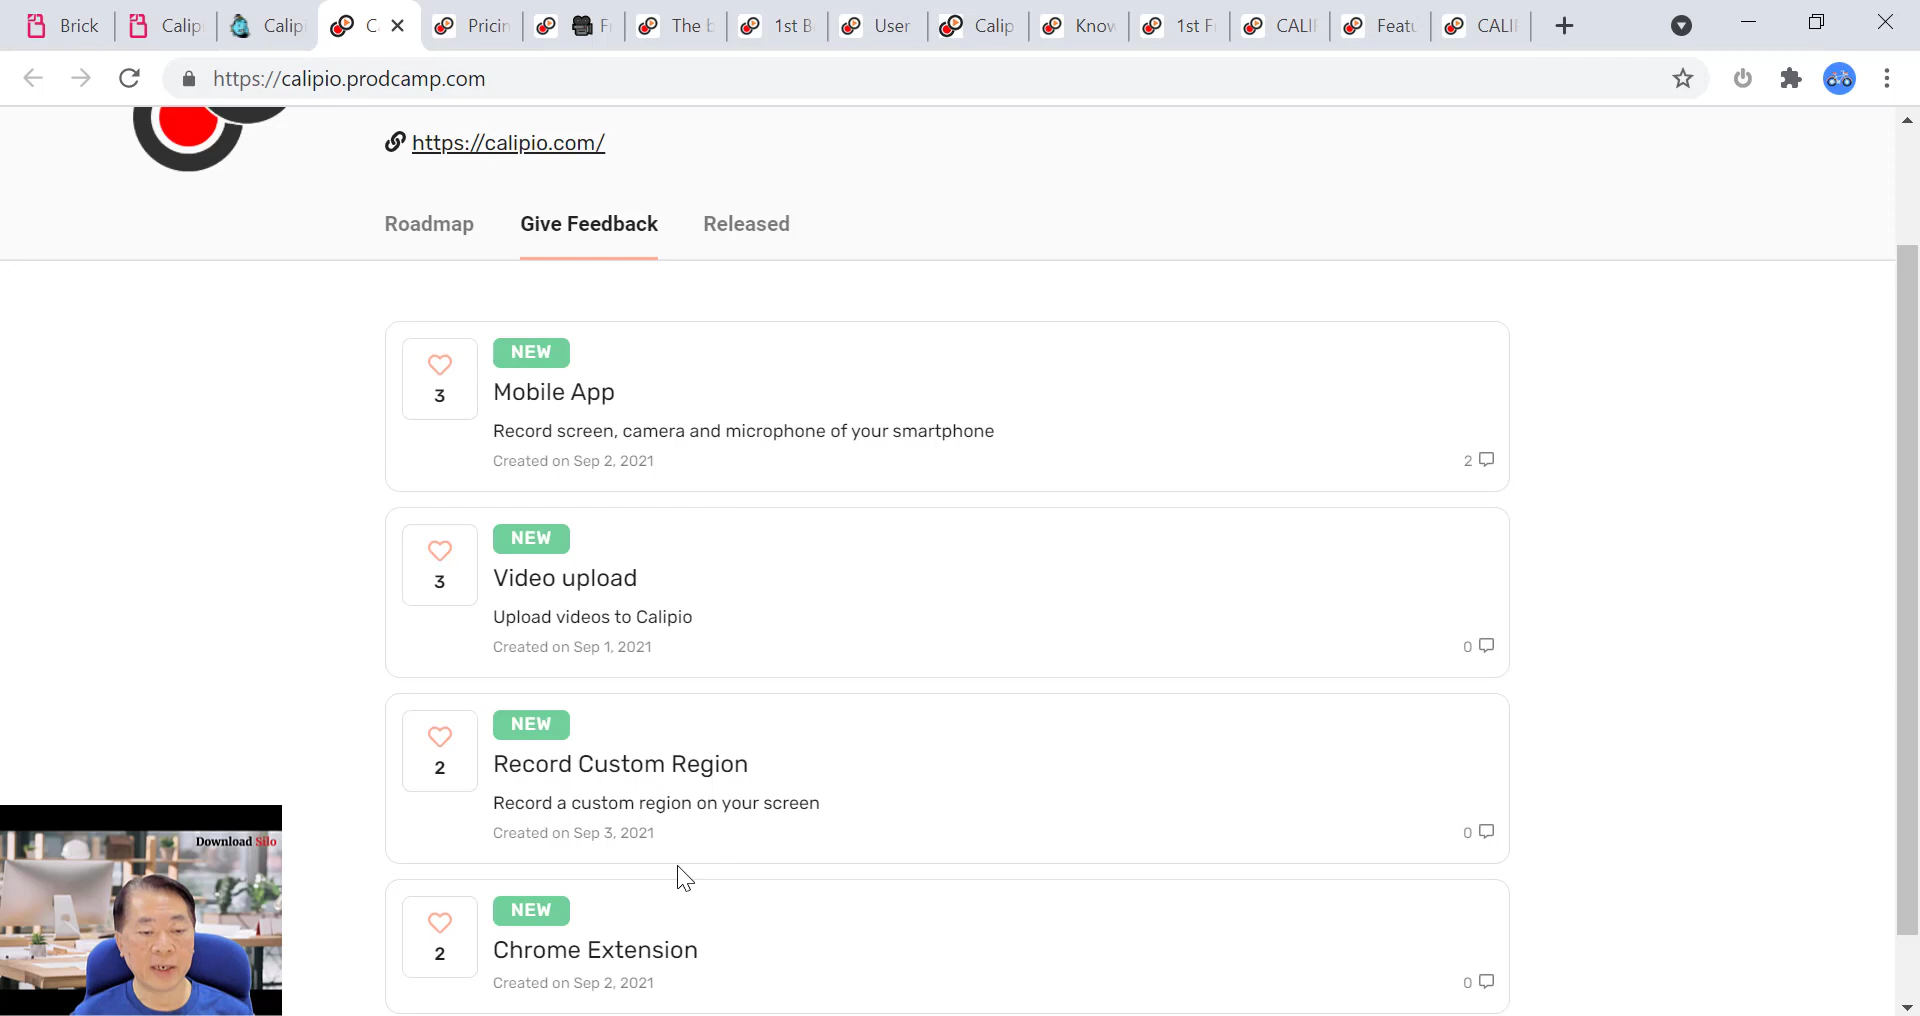 Brick
Calip
Calip
C
Pricin
F
The b
1st B
User
Calip
Know
1st F
CALI
Featu
CALI
https://calipio.prodcamp.com
https://calipio.com/
Roadmap
Give Feedback
Released
NEW
3
Mobile App
Record screen, camera and microphone of your smartphone
Created on Sep 2, 2021
2
NEW
3
Video upload
Upload videos to Calipio
Created on Sep 1, 2021
0
NEW
2
Record Custom Region
Record a custom region on your screen
Created on Sep 3, 2021
0
Download Silo
NEW
2
Chrome Extension
Created on Sep 2, 2021
0